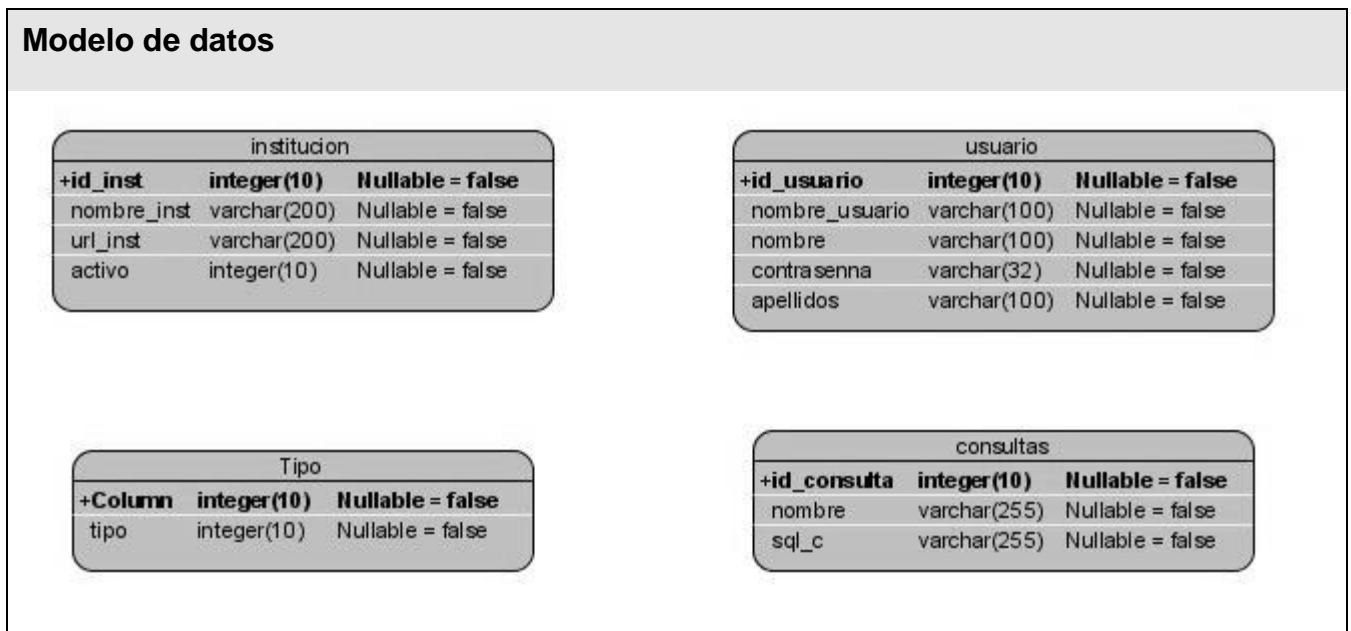 Modelo de datos
institucion
+id_inst integer(10) Nullable = false
nombre_inst varchar(200) Nullable = false
url_inst varchar(200) Nullable = false
activo integer(10) Nullable = false
usuario
+id_usuario integer(10) Nullable = false
nombre_usuario varchar(100) Nullable = false
nombre varchar(100) Nullable = false
contrasenna varchar(32) Nullable = false
apellidos varchar(100) Nullable = false
Tipo
+Column integer(10) Nullable = false
tipo integer(10) Nullable = false
consultas
+id_consulta integer(10) Nullable = false
nombre varchar(255) Nullable = false
sql_c varchar(255) Nullable = false